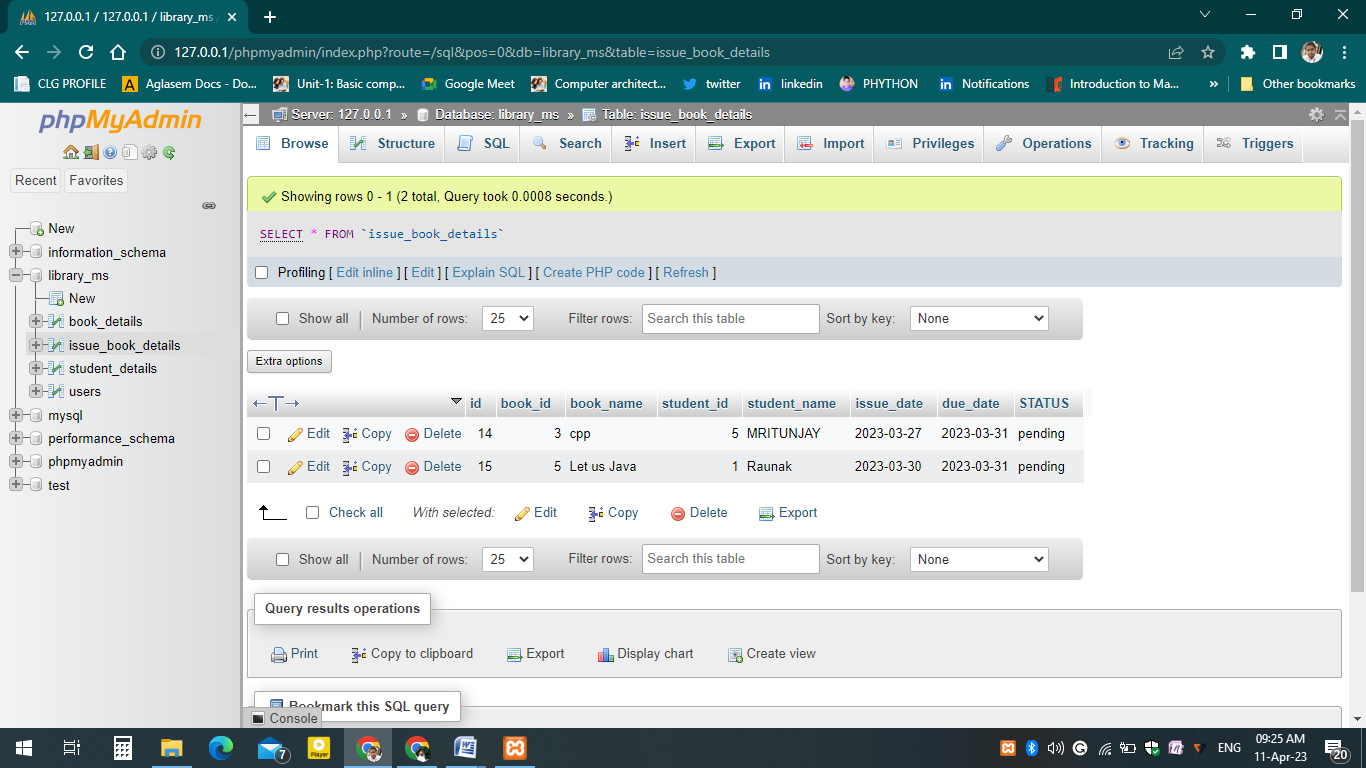 127.0.0.1 / 127.0.0.1 / library_ms
127.0.0.1/phpmyadmin/index.php?route=/sql&pos=0&db=library_ms&table=issue_book_details
CLG PROFILE Aglasem Docs - Do... Unit-1: Basic comp... Google Meet Computer architect... twitter linkedin PHYTHON Notifications Introduction to Ma... » Other bookmarks
phpMyAdmin
Recent Favorites
New
information_schema
library_ms
New
book_details
issue_book_details
student_details
users
mysql
performance_schema
phpmyadmin
test
Server: 127.0.0.1 » Database: library_ms » Table: issue_book_details
Browse Structure SQL Search Insert Export Import Privileges Operations Tracking Triggers
Showing rows 0 - 1 (2 total, Query took 0.0008 seconds.)
SELECT * FROM `issue_book_details`
Profiling [ Edit inline ] [ Edit ] [ Explain SQL ] [ Create PHP code ] [ Refresh ]
Show all Number of rows: 25 Filter rows: Search this table Sort by key: None
Extra options
id book_id book_name student_id student_name issue_date due_date STATUS
Edit Copy Delete 14 3 cpp 5 MRITUNJAY 2023-03-27 2023-03-31 pending
Edit Copy Delete 15 5 Let us Java 1 Raunak 2023-03-30 2023-03-31 pending
Check all With selected: Edit Copy Delete Export
Show all Number of rows: 25 Filter rows: Search this table Sort by key: None
Query results operations
Print Copy to clipboard Export Display chart Create view
Bookmark this SQL query
Console
7 Player ENG 09:25 AM
11-Apr-23 20